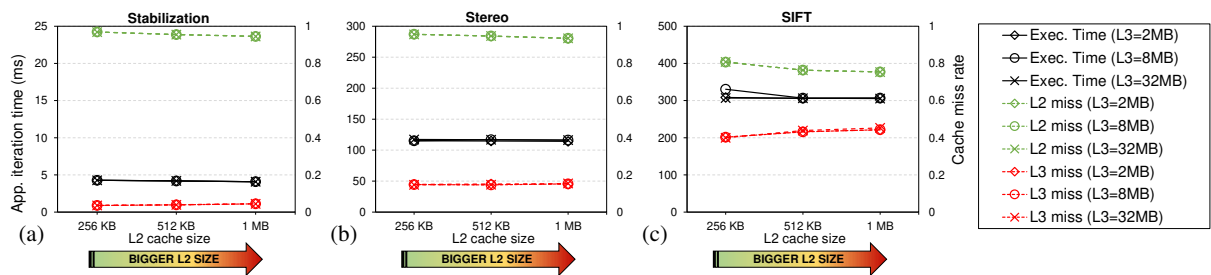 Stabilization
App. iteration time (ms)
25
20
15
10
5
0
1
0.8
0.6
0.4
0.2
0
256 KB 512 KB 1 MB
L2 cache size
(a)
BIGGER L2 SIZE
Stereo
300
250
200
150
100
50
0
1
0.8
0.6
0.4
0.2
0
256 KB 512 KB 1 MB
L2 cache size
(b)
BIGGER L2 SIZE
SIFT
500
400
300
200
100
0
1
0.8
0.6
0.4
0.2
0
Cache miss rate
256 KB 512 KB 1 MB
L2 cache size
(c)
BIGGER L2 SIZE
Exec. Time (L3=2MB)
Exec. Time (L3=8MB)
Exec. Time (L3=32MB)
L2 miss (L3=2MB)
L2 miss (L3=8MB)
L2 miss (L3=32MB)
L3 miss (L3=2MB)
L3 miss (L3=8MB)
L3 miss (L3=32MB)